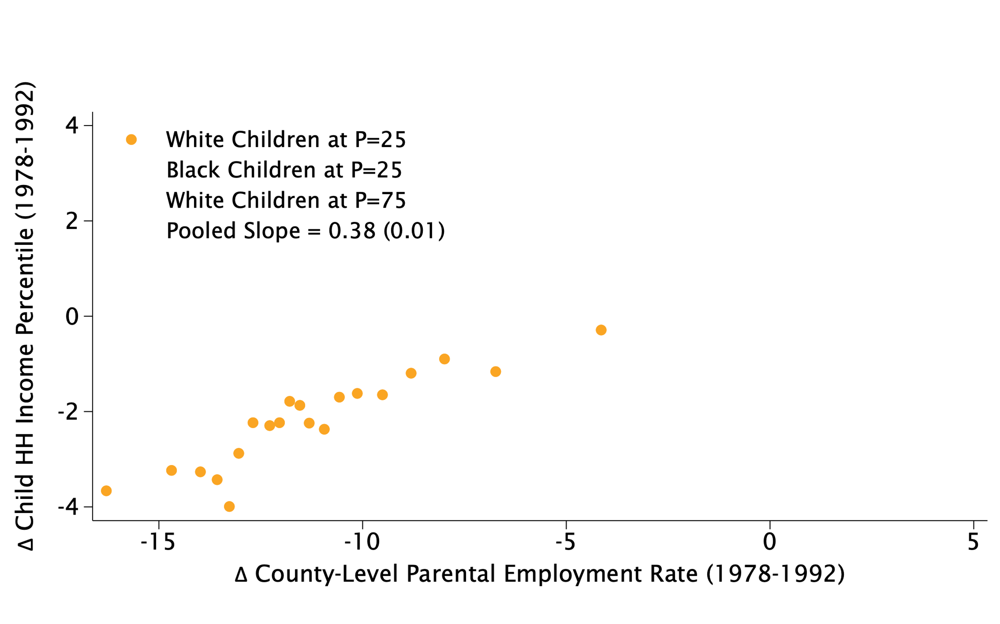 Δ Child HH Income Percentile (1978-1992)
4
2
0
-2
-4
White Children at P=25
Black Children at P=25
White Children at P=75
Pooled Slope = 0.38 (0.01)
-15 -10 -5 0 5
Δ County-Level Parental Employment Rate (1978-1992)